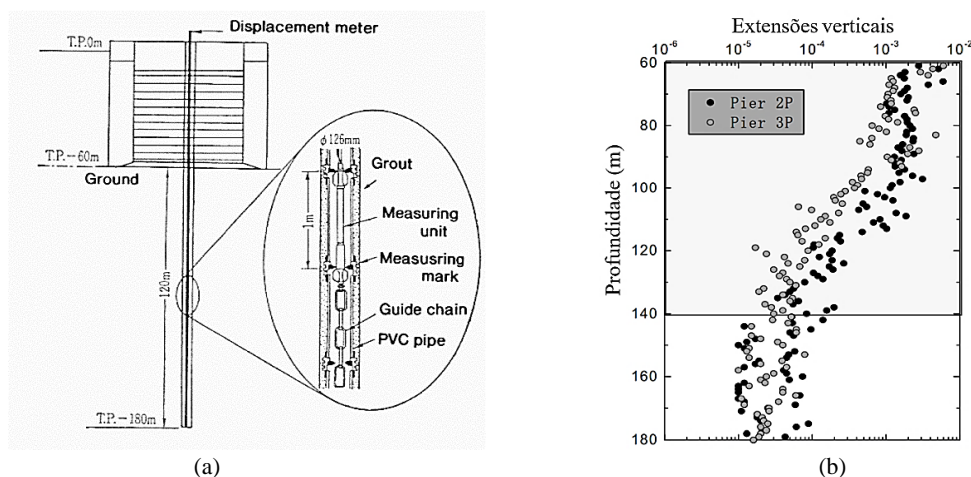 Displacement meter
T.P.0m
T.P.-60m
Ground
φ126mm
Grout
1m
Measuring
unit
Measusring
mark
Guide chain
PVC pipe
120m
T.P.-180m
(a)
Extensões verticais
10-6 10-5 10-4 10-3 10-2
Profundidade (m)
60
80
100
120
140
160
180
Pier 2P
Pier 3P
(b)